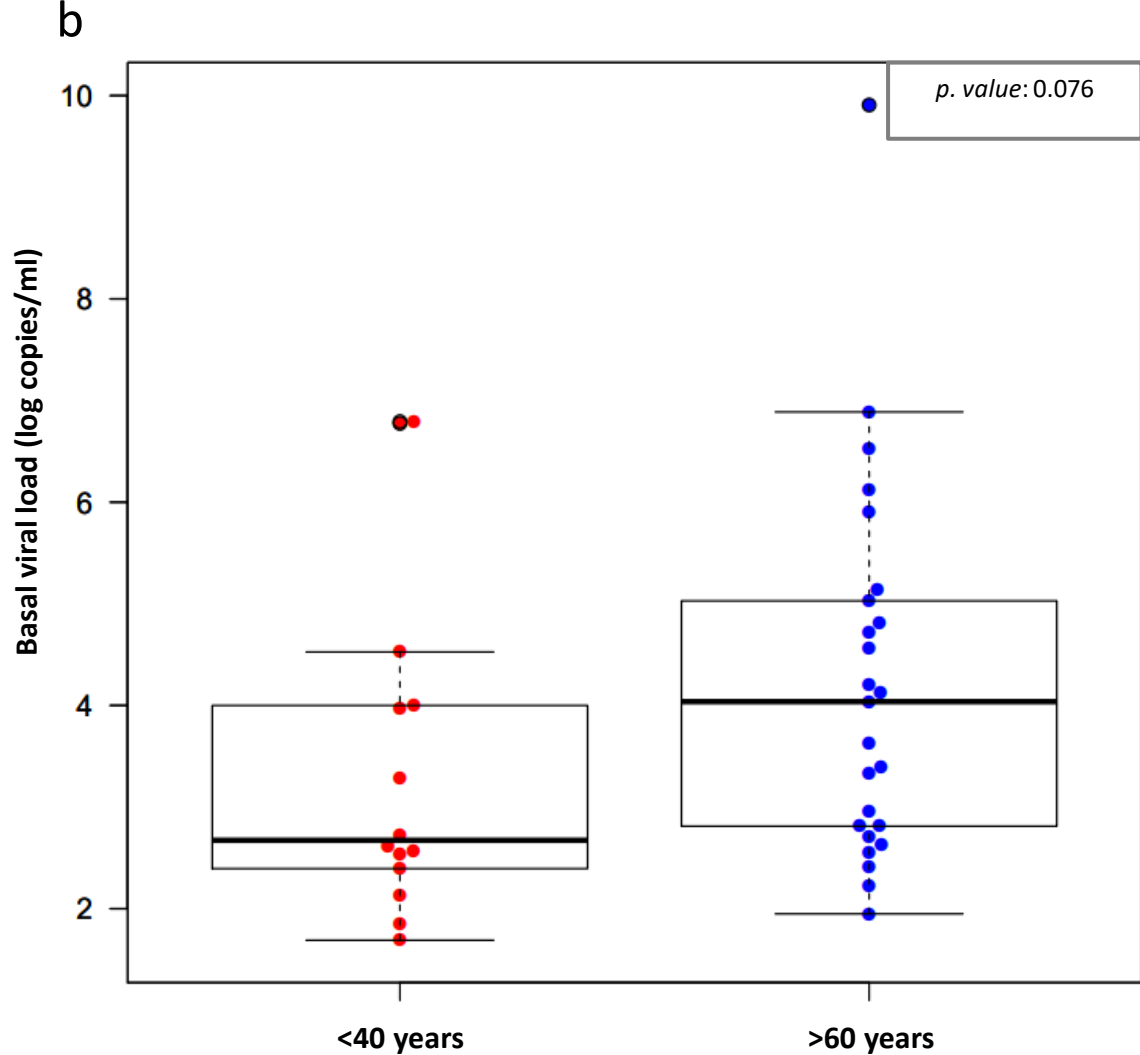 b
p. value: 0.076
10
8
6
4
2
Basal viral load (log copies/ml)
<40 years
>60 years